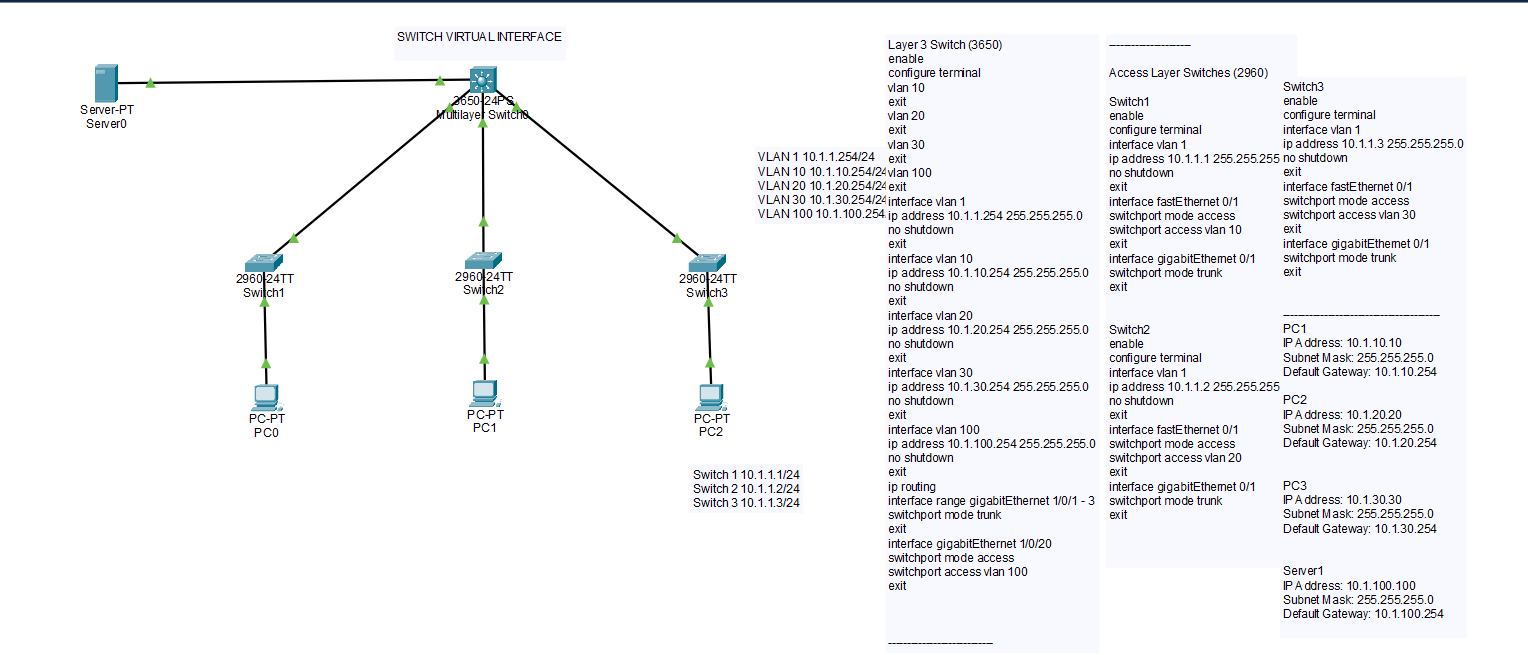 SWITCH VIRTUAL INTERFACE
Server-PT
Server0
3650-24PS
Multilayer Switch0
2960-24TT
Switch1
2960-24TT
Switch2
2960-24TT
Switch3
PC-PT
PC0
PC-PT
PC1
PC-PT
PC2
Switch 1 10.1.1.1/24
Switch 2 10.1.1.2/24
Switch 3 10.1.1.3/24
VLAN 1 10.1.1.254/24
VLAN 10 10.1.10.254/24
VLAN 20 10.1.20.254/24
VLAN 30 10.1.30.254/24
VLAN 100 10.1.100.254
Layer 3 Switch (3650)
enable
configure terminal
vlan 10
exit
vlan 20
exit
vlan 30
exit
vlan 100
exit
interface vlan 1
ip address 10.1.1.254 255.255.255.0
no shutdown
exit
interface vlan 10
ip address 10.1.10.254 255.255.255.0
no shutdown
exit
interface vlan 20
ip address 10.1.20.254 255.255.255.0
no shutdown
exit
interface vlan 30
ip address 10.1.30.254 255.255.255.0
no shutdown
exit
interface vlan 100
ip address 10.1.100.254 255.255.255.0
no shutdown
exit
ip routing
interface range gigabitEthernet 1/0/1 - 3
switchport mode trunk
exit
interface gigabitEthernet 1/0/20
switchport mode access
switchport access vlan 100
exit
Access Layer Switches (2960)
Switch1
enable
configure terminal
interface vlan 1
ip address 10.1.1.1 255.255.255
no shutdown
exit
interface fastEthernet 0/1
switchport mode access
switchport access vlan 10
exit
interface gigabitEthernet 0/1
switchport mode trunk
exit
Switch2
enable
configure terminal
interface vlan 1
ip address 10.1.1.2 255.255.255
no shutdown
exit
interface fastEthernet 0/1
switchport mode access
switchport access vlan 20
exit
interface gigabitEthernet 0/1
switchport mode trunk
exit
Switch3
enable
configure terminal
interface vlan 1
ip address 10.1.1.3 255.255.255.0
no shutdown
exit
interface fastEthernet 0/1
switchport mode access
switchport access vlan 30
exit
interface gigabitEthernet 0/1
switchport mode trunk
exit
PC1
IP Address: 10.1.10.10
Subnet Mask: 255.255.255.0
Default Gateway: 10.1.10.254
PC2
IP Address: 10.1.20.20
Subnet Mask: 255.255.255.0
Default Gateway: 10.1.20.254
PC3
IP Address: 10.1.30.30
Subnet Mask: 255.255.255.0
Default Gateway: 10.1.30.254
Server1
IP Address: 10.1.100.100
Subnet Mask: 255.255.255.0
Default Gateway: 10.1.100.254